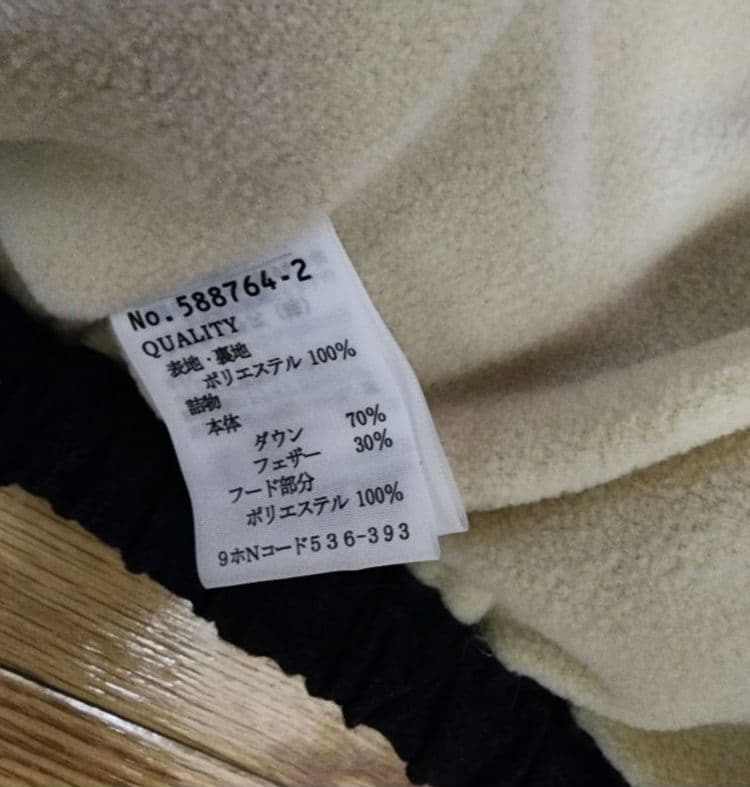 No.588764-2
QUALITY
表地・裏地
ポリエステル 100%
詰物
本体
ダウン 70%
フェザー 30%
フード部分
ポリエステル 100%
9ホNコード536-393